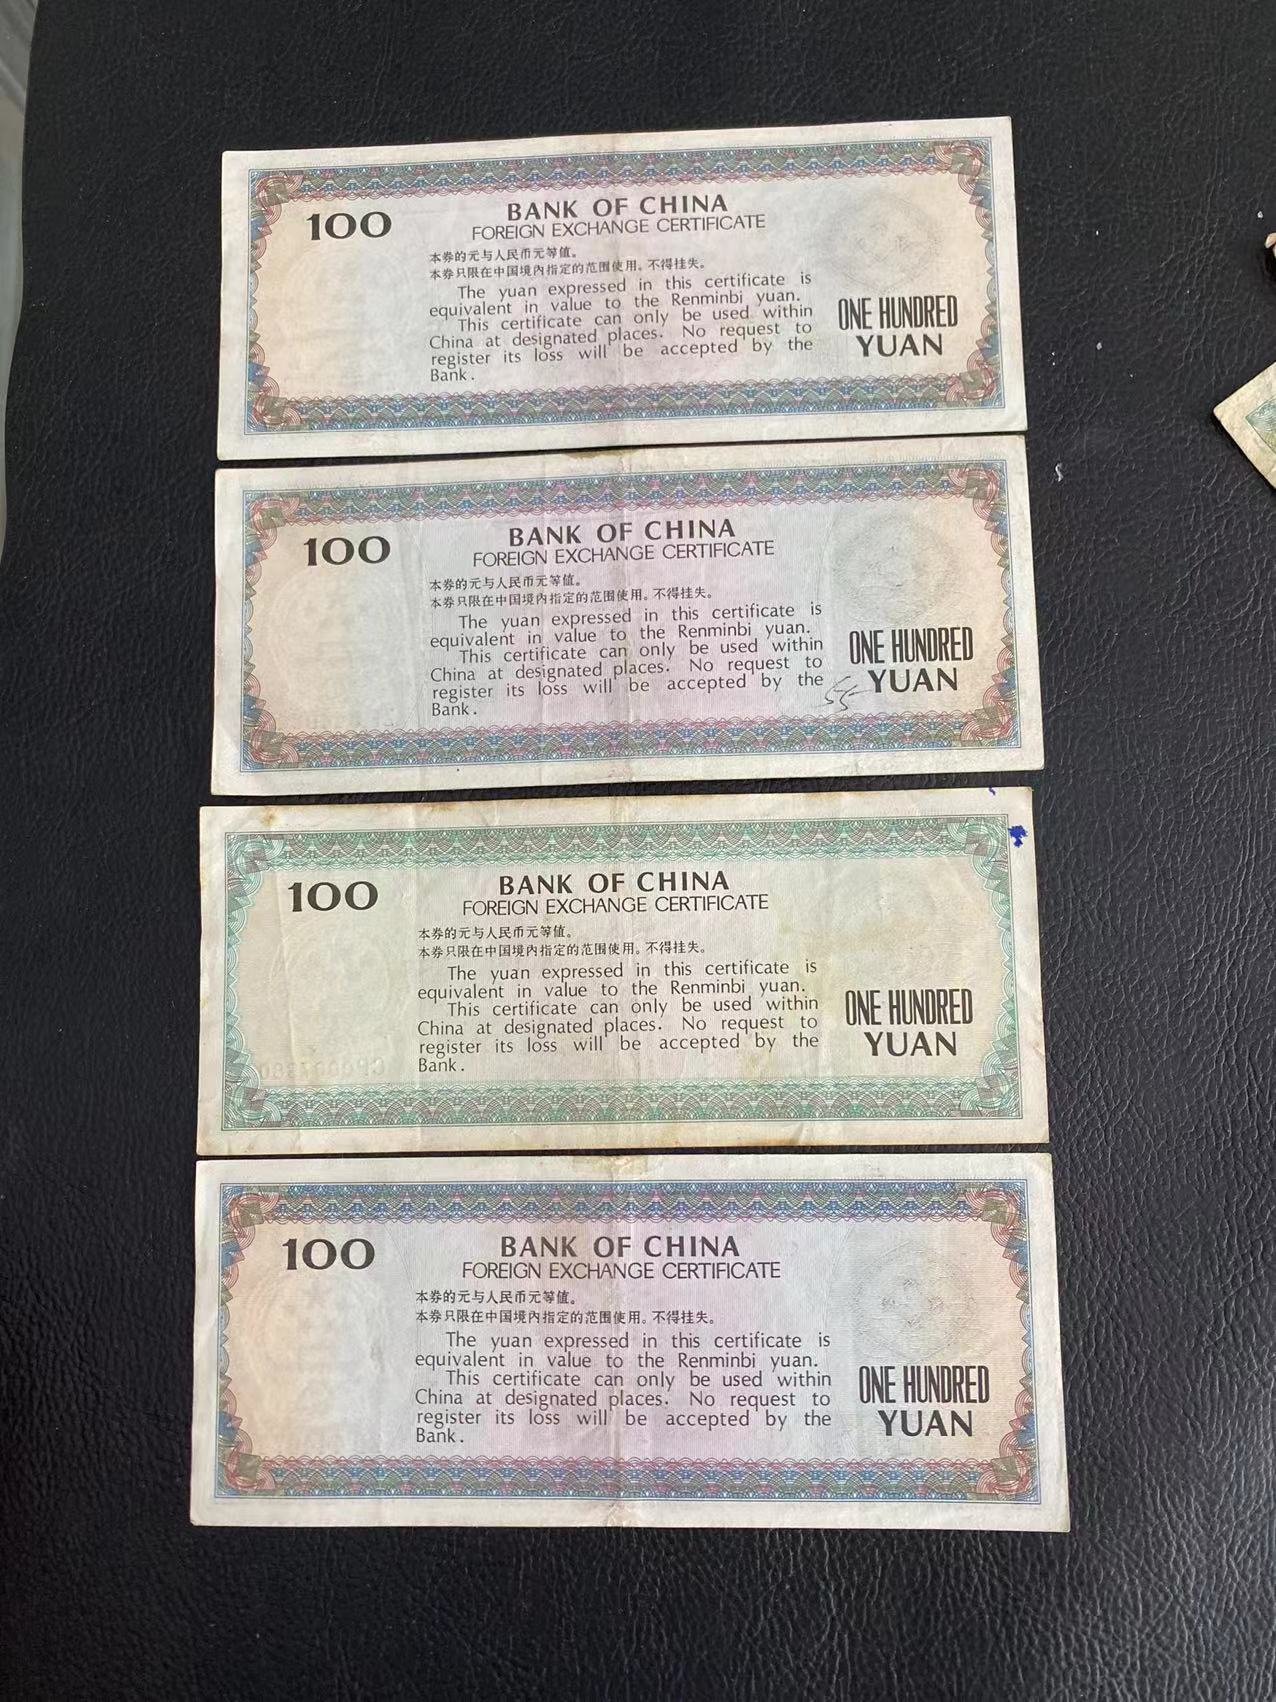 100
BANK OF CHINA
FOREIGN EXCHANGE CERTIFICATE
本券的元与人民币元等值。
本券只限在中国境内指定的范围使用。不得挂失。
The yuan expressed in this certificate is
equivalent in value to the Renminbi yuan.
This certificate can only be used within
China at designated places. No request to
register its loss will be accepted by the
Bank.
ONE HUNDRED
YUAN
100
BANK OF CHINA
FOREIGN EXCHANGE CERTIFICATE
本券的元与人民币元等值。
本券只限在中国境内指定的范围使用。不得挂失。
The yuan expressed in this certificate is
equivalent in value to the Renminbi yuan.
This certificate can only be used within
China at designated places. No request to
register its loss will be accepted by the
Bank.
ONE HUNDRED
YUAN
55
100
BANK OF CHINA
FOREIGN EXCHANGE CERTIFICATE
本券的元与人民币元等值。
本券只限在中国境内指定的范围使用。不得挂失。
The yuan expressed in this certificate is
equivalent in value to the Renminbi yuan.
This certificate can only be used within
China at designated places. No request to
register its loss will be accepted by the
Bank.
ONE HUNDRED
YUAN
100
BANK OF CHINA
FOREIGN EXCHANGE CERTIFICATE
本券的元与人民币元等值。
本券只限在中国境内指定的范围使用。不得挂失。
The yuan expressed in this certificate is
equivalent in value to the Renminbi yuan.
This certificate can only be used within
China at designated places. No request to
register its loss will be accepted by the
Bank.
ONE HUNDRED
YUAN